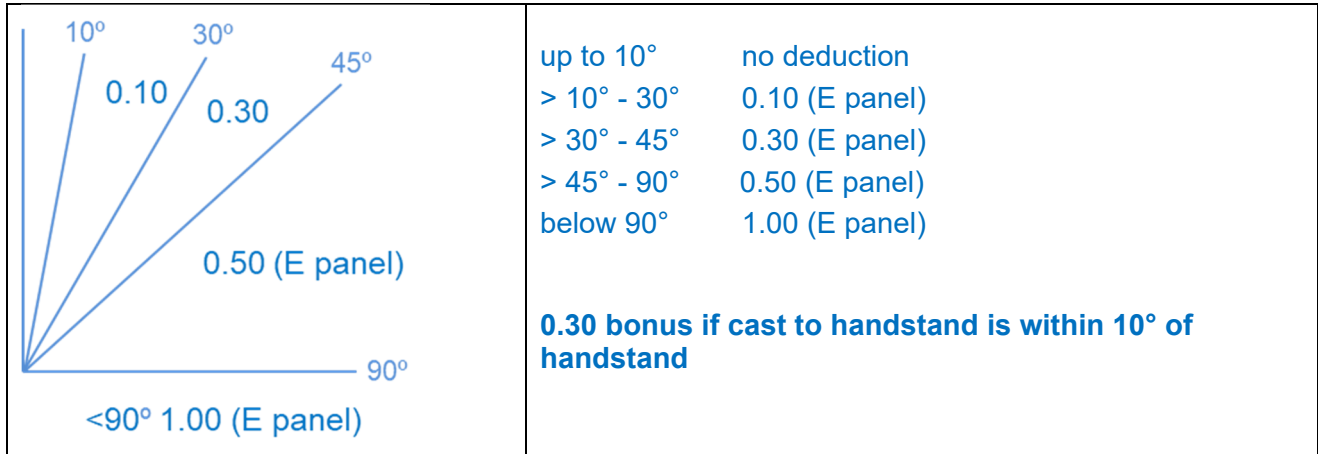 10º
30º
45º
0.10
0.30
0.50 (E panel)
90º
<90º 1.00 (E panel)
up to 10° no deduction
> 10° - 30° 0.10 (E panel)
> 30° - 45° 0.30 (E panel)
> 45° - 90° 0.50 (E panel)
below 90° 1.00 (E panel)
0.30 bonus if cast to handstand is within 10° of
handstand